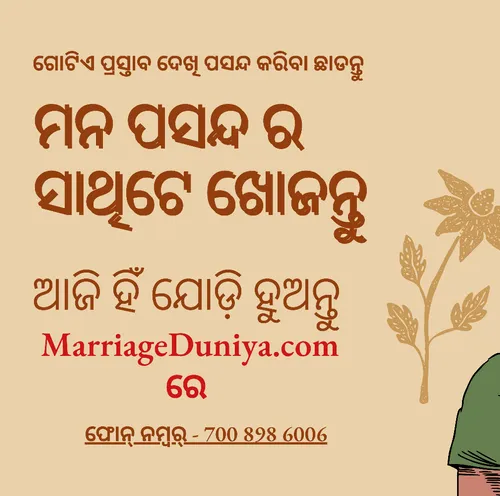 ଗୋଟିଏ ପ୍ରସ୍ତାବ ଦେଖି ପସନ୍ଦ କରିବା ଛାଡନ୍ତୁ
ମନ ପସନ୍ଦ ର
ସାଥିଟେ ଖୋଜନ୍ତୁ
ଆଜି ହିଁ ଯୋଡ଼ି ହୁଅନ୍ତୁ
MarriageDuniya.com
ରେ
ଫୋନ୍ ନମ୍ବର୍ - 700 898 6006